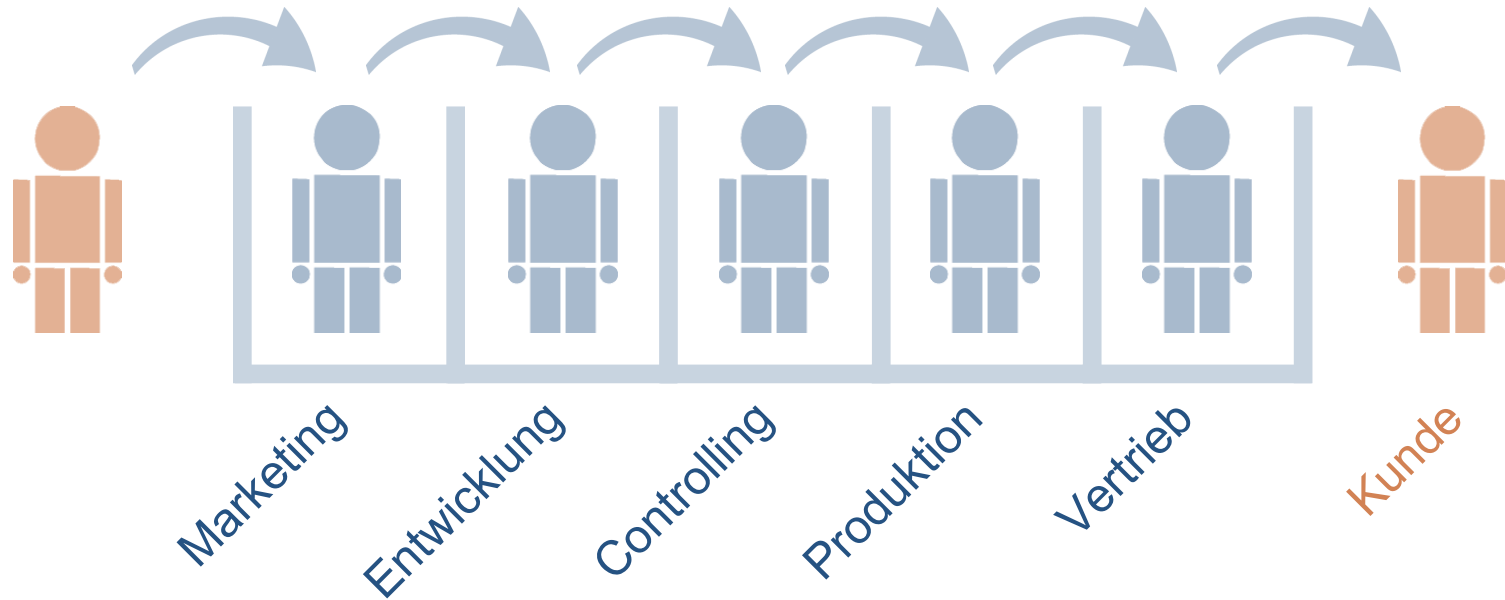 Marketing
Entwicklung
Controlling
Produktion
Vertrieb
Kunde